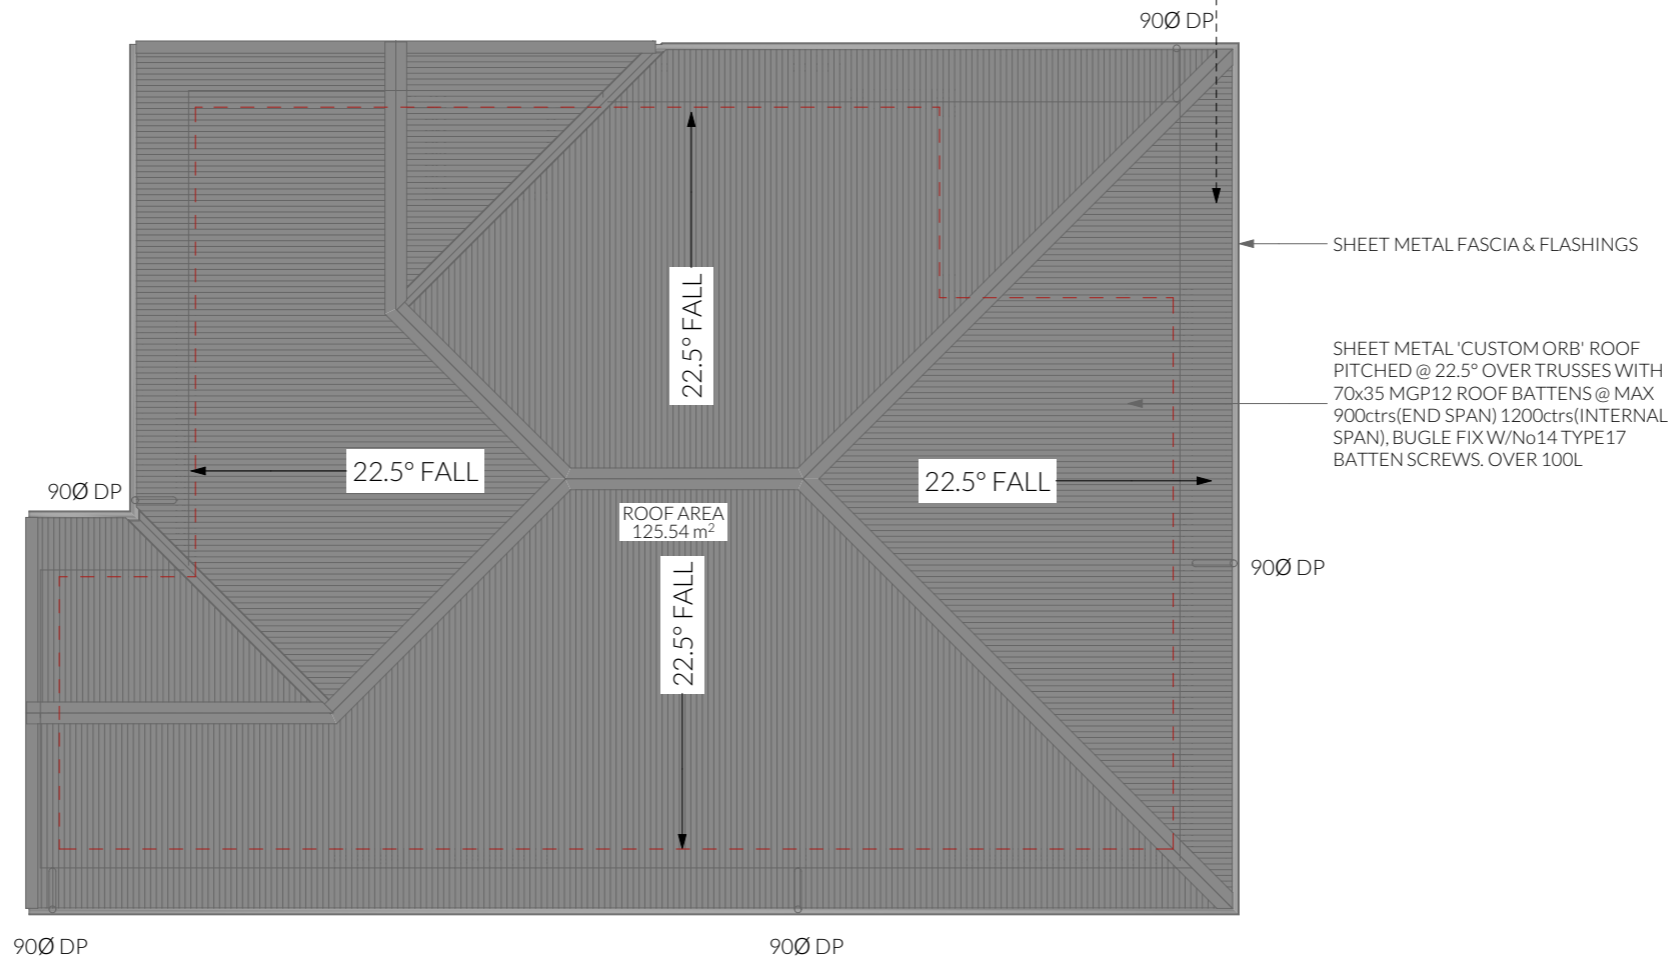 90Ø DP
SHEET METAL FASCIA & FLASHINGS
22.5° FALL
SHEET METAL 'CUSTOM ORB' ROOF
PITCHED @ 22.5° OVER TRUSSES WITH
70x35 MGP12 ROOF BATTENS @ MAX
900ctrs(END SPAN) 1200ctrs(INTERNAL
SPAN), BUGLE FIX W/No14 TYPE17
BATTEN SCREWS. OVER 100L
22.5° FALL
22.5° FALL
90Ø DP
ROOF AREA
125.54 m²
90Ø DP
22.5° FALL
90Ø DP
90Ø DP